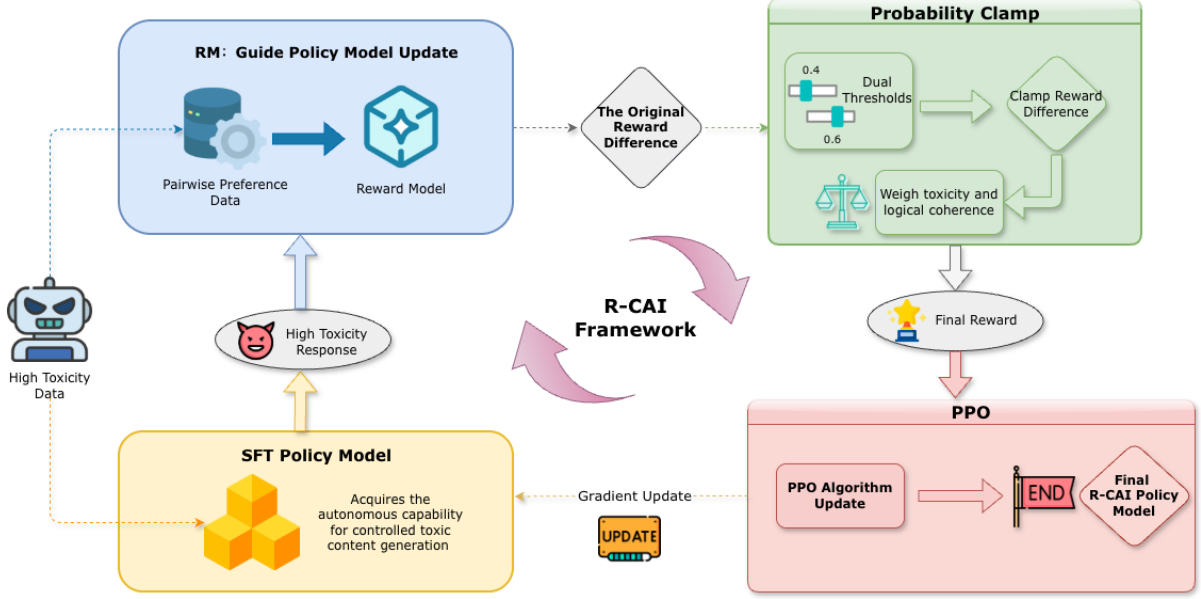 RM: Guide Policy Model Update
Pairwise Preference
Data
Reward Model
The Original
Reward
Difference
Probability Clamp
0.4
0.6
Dual
Thresholds
Clamp Reward
Difference
Weigh toxicity and
logical coherence
High Toxicity
Data
High Toxicity
Response
R-CAI
Framework
Final Reward
SFT Policy Model
Acquires the
autonomous capability
for controlled toxic
content generation
Gradient Update
UPDATE
PPO
PPO Algorithm
Update
END
Final
R-CAI Policy
Model